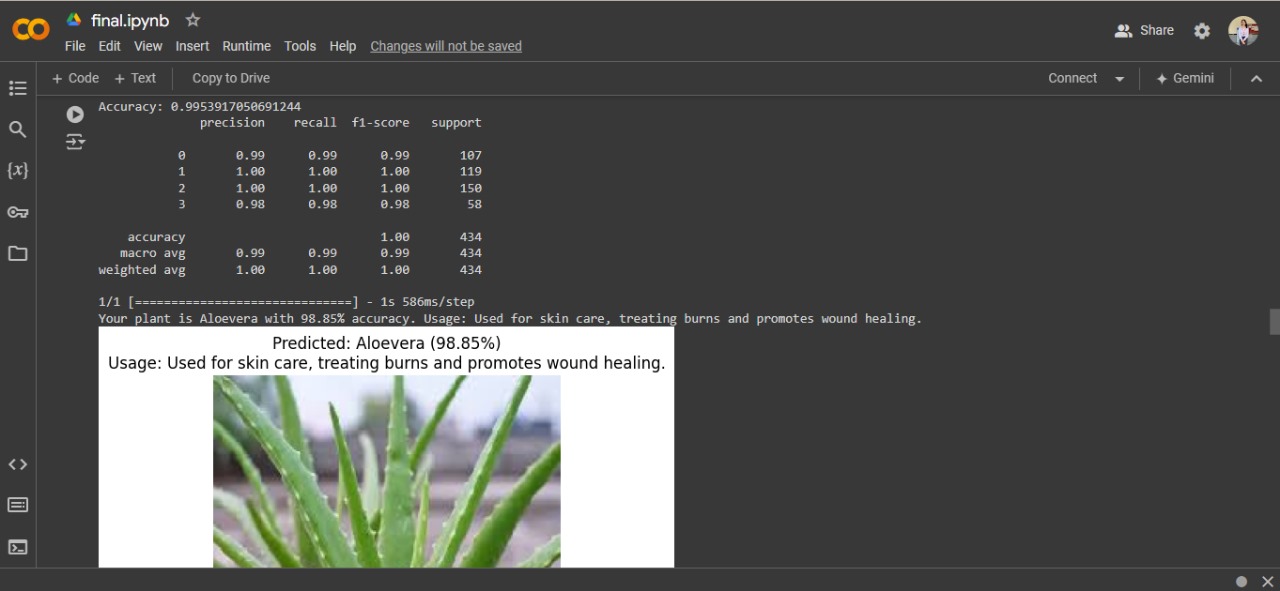 final.ipynb
Share
File Edit View Insert Runtime Tools Help Changes will not be saved
+ Code + Text Copy to Drive Connect Gemini
Accuracy: 0.9953917050691244
precision recall f1-score support
0 0.99 0.99 0.99 107
1 1.00 1.00 1.00 119
2 1.00 1.00 1.00 150
3 0.98 0.98 0.98 58
accuracy 1.00 434
macro avg 0.99 0.99 0.99 434
weighted avg 1.00 1.00 1.00 434
1/1 [==============================] - 1s 586ms/step
Your plant is Aloevera with 98.85% accuracy. Usage: Used for skin care, treating burns and promotes wound healing.
Predicted: Aloevera (98.85%)
Usage: Used for skin care, treating burns and promotes wound healing.